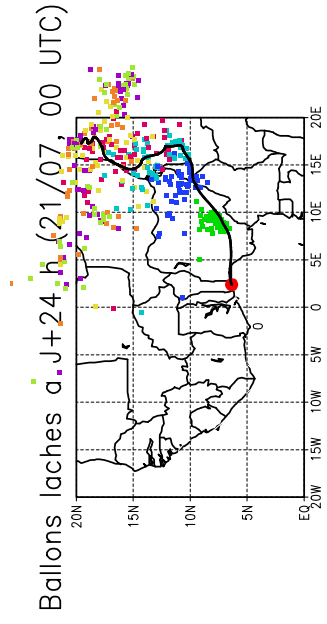 Ballons laches a J+24 h (21/07, 00 UTC)
20E
15E
10E
5E
0
5W
10W
15W
20W
20N
15N
10N
5N
EQ
0